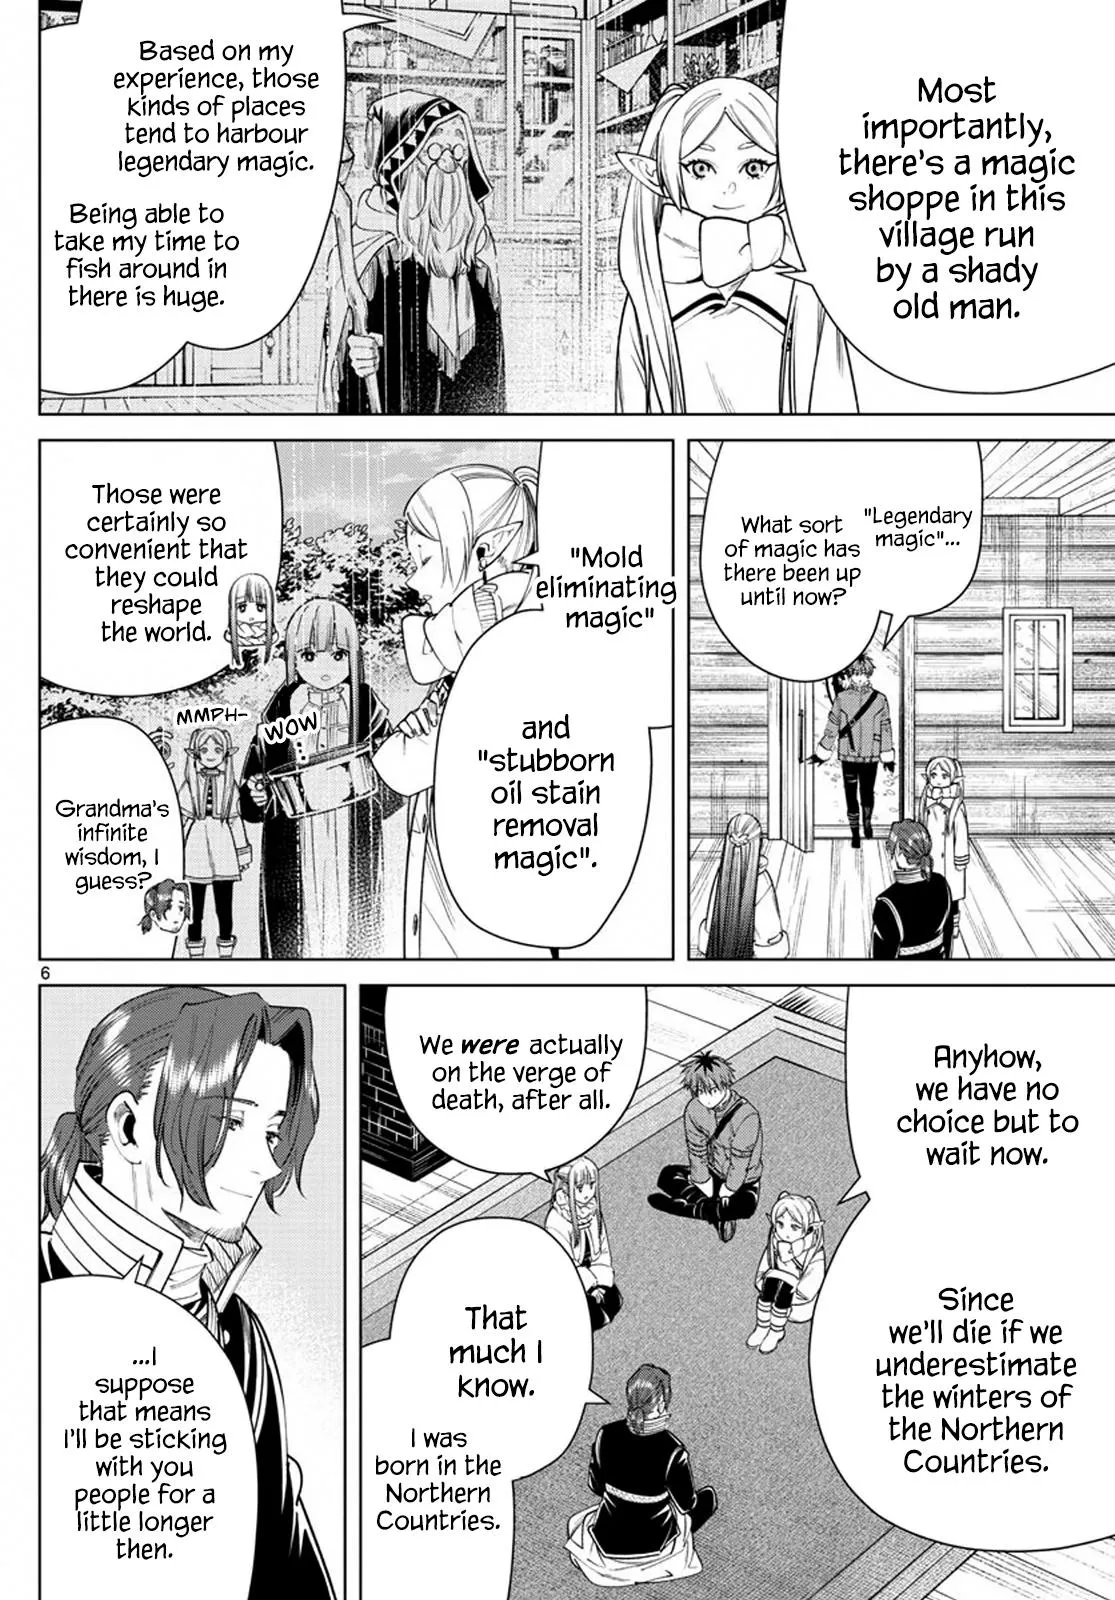 Most
importantly,
there's a magic
shoppe in this
village run
by a shady
old man.
Based on my
experience, those
kinds of places
tend to harbour
legendary magic.
Being able to
take my time to
fish around in
there is huge.
"Legendary
magic"...
What sort
of magic has
there been up
until now?
"Mold
eliminating
magic"
and
"stubborn
oil stain
removal
magic".
Those were
certainly so
convenient that
they could
reshape
the world.
WOW
...
MMPH-
Grandma's
infinite
wisdom, I
guess?
6
Anyhow,
we have no
choice but to
wait now.
Since
we'll die if we
underestimate
the winters of
the Northern
Countries.
We were actually
on the verge of
death, after all.
That
much I
know.
I was
born in the
Northern
Countries.
...I
suppose
that means
I'll be sticking
with you
people for a
little longer
then.